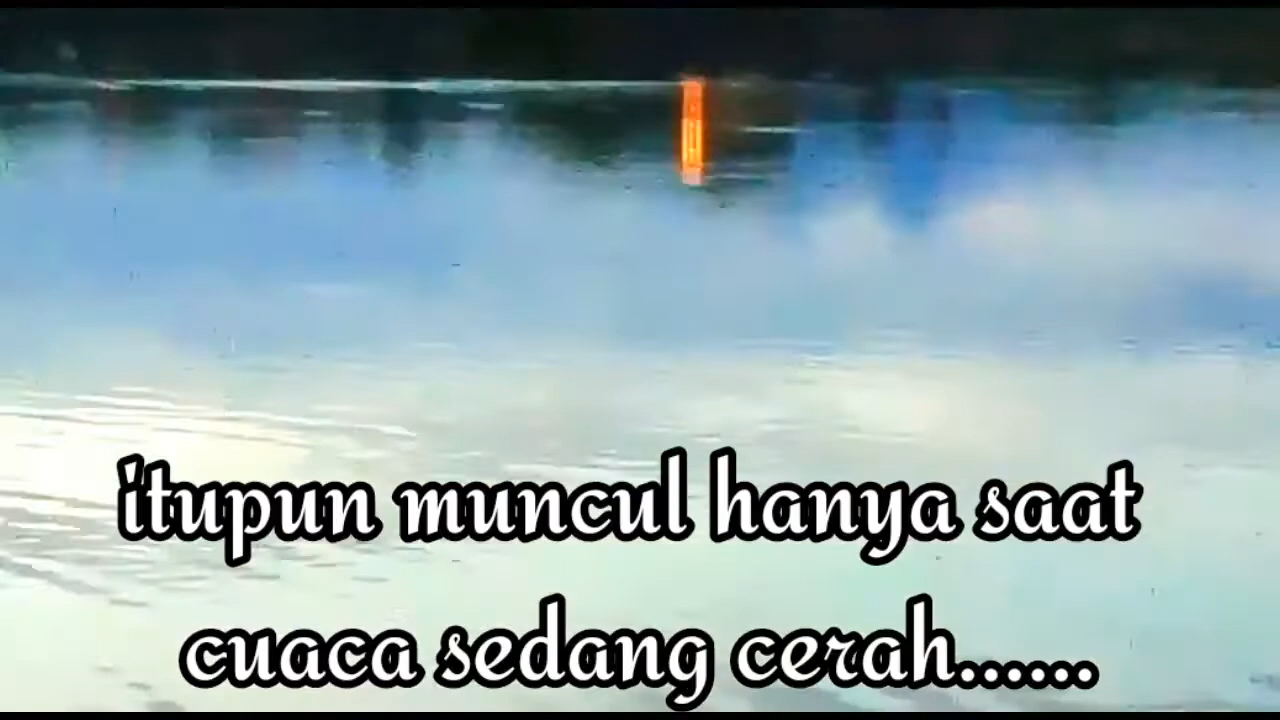 itupun muncul hanya saat
cuaca sedang cerah......